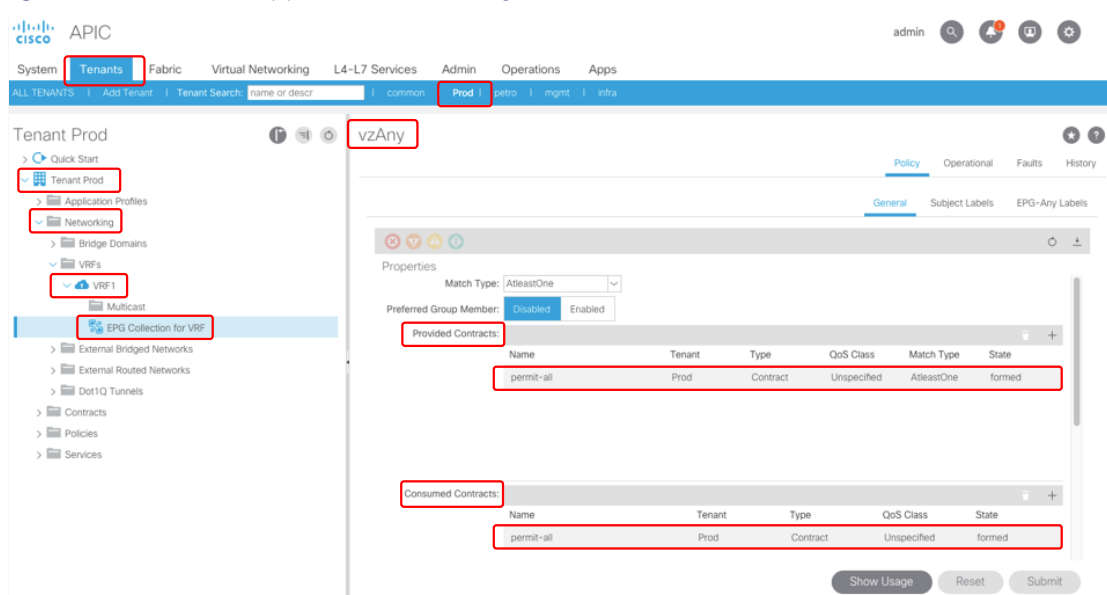 CISCO APIC admin
System Tenants Fabric Virtual Networking L4-L7 Services Admin Operations Apps
ALL TENANTS | Add Tenant | Tenant Search: name or descr | common Prod | petro | mgmt | infra
Tenant Prod
Quick Start
Tenant Prod
Application Profiles
Networking
Bridge Domains
VRFs
VRF1
Multicast
EPG Collection for VRF
External Bridged Networks
External Routed Networks
Dot1Q Tunnels
Contracts
Policies
Services
vzAny
Policy Operational Faults History
General Subject Labels EPG-Any Labels
Properties
Match Type: AtleastOne
Preferred Group Member: Disabled Enabled
Provided Contracts:
Name Tenant Type QoS Class Match Type State
permit-all Prod Contract Unspecified AtleastOne formed
Consumed Contracts:
Name Tenant Type QoS Class State
permit-all Prod Contract Unspecified formed
Show Usage Reset Submit